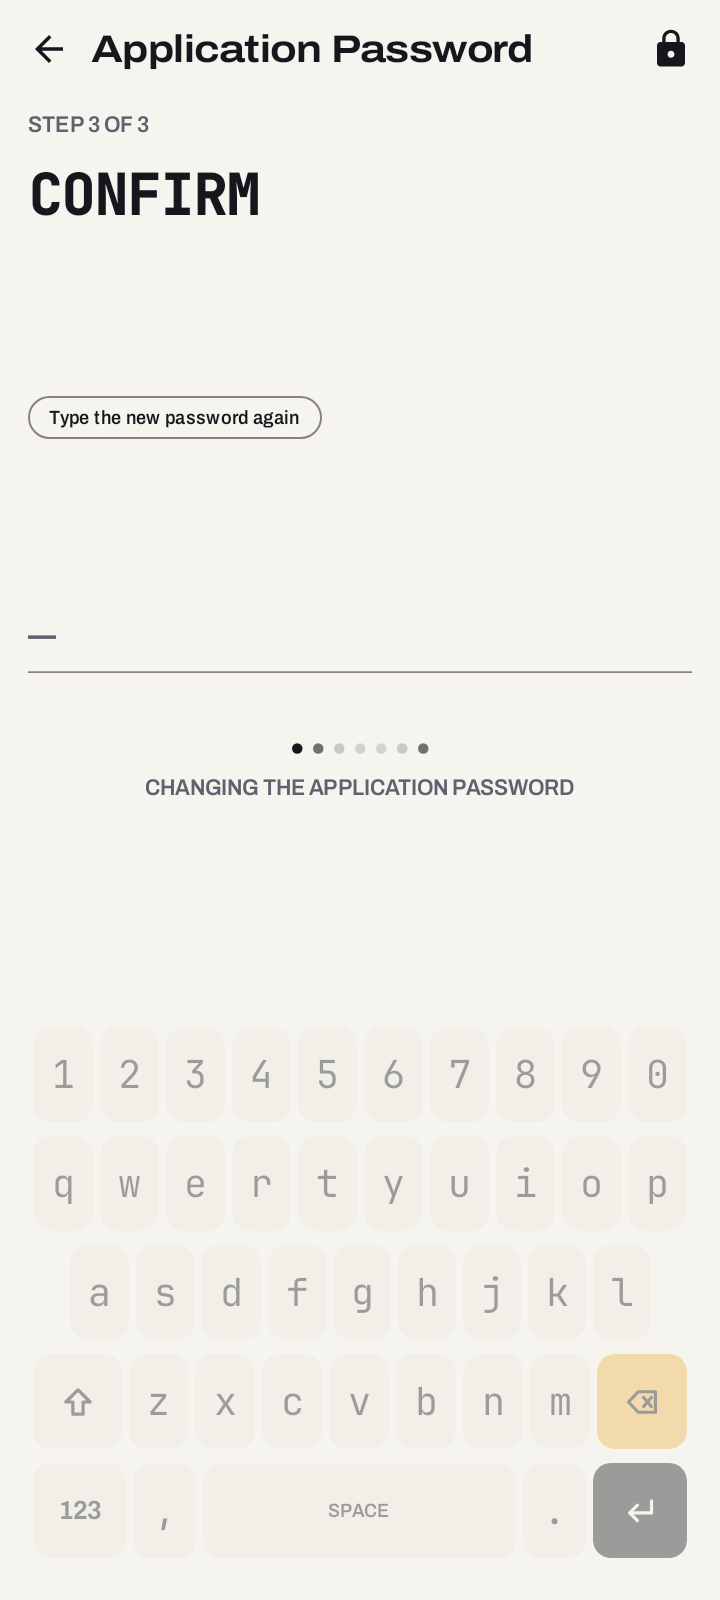 Application Password
STEP 3 OF 3
CONFIRM
Type the new password again
CHANGING THE APPLICATION PASSWORD
1 2 3 4 5 6 7 8 9 0
q w e r t y u i o p
a s d f g h j k l
z x c v b n m
123 , SPACE .